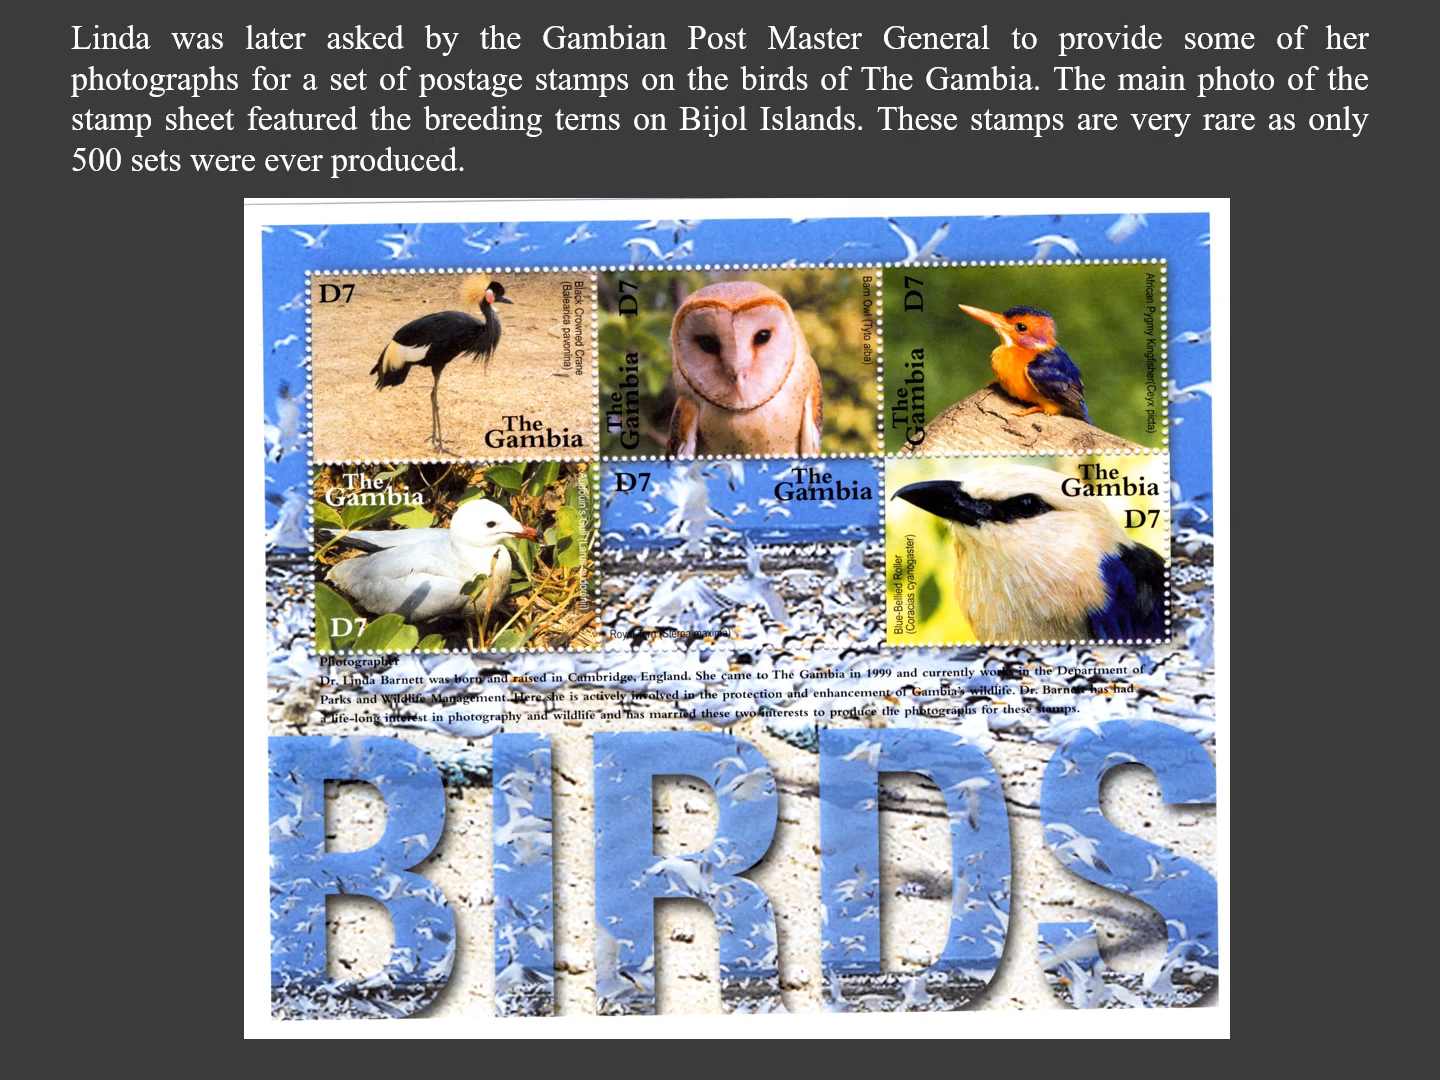 Linda was later asked by the Gambian Post Master General to provide some of her
photographs for a set of postage stamps on the birds of The Gambia. The main photo of the
stamp sheet featured the breeding terns on Bijol Islands. These stamps are very rare as only
500 sets were ever produced.
D7
Black Crowned Crane
(Balearica pavonina)
The
Gambia
D7
The
Gambia
Barn Owl (Tyto alba)
D7
The
Gambia
African Pygmy Kingfisher(Ceyx picta)
The
Gambia
Audouin's Gull (Larus audouinii)
D7
D7
The
Gambia
Royal Tern (Sterna maxima)
The
Gambia
D7
Blue-Bellied Roller
(Coracias cyanogaster)
Photographer
Dr. Linda Barnett was born and raised in Cambridge, England. She came to The Gambia in 1999 and currently works in the Department of
Parks and Wildlife Management. Here she is actively involved in the protection and enhancement of Gambia's wildlife. Dr. Barnett has had
a life-long interest in photography and wildlife and has married these two interests to produce the photographs for these stamps.
BIRDS